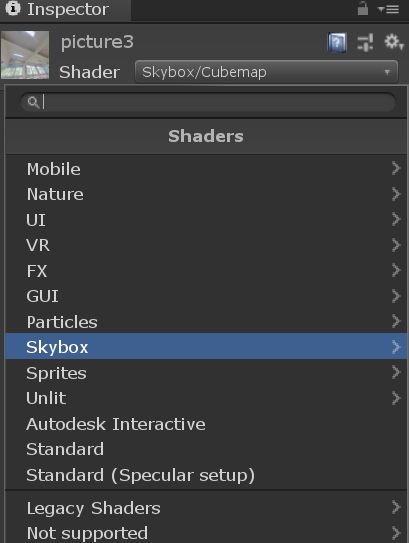 Inspector
picture3
Shader Skybox/Cubemap
Shaders
Mobile
Nature
UI
VR
FX
GUI
Particles
Skybox
Sprites
Unlit
Autodesk Interactive
Standard
Standard (Specular setup)
Legacy Shaders
Not supported